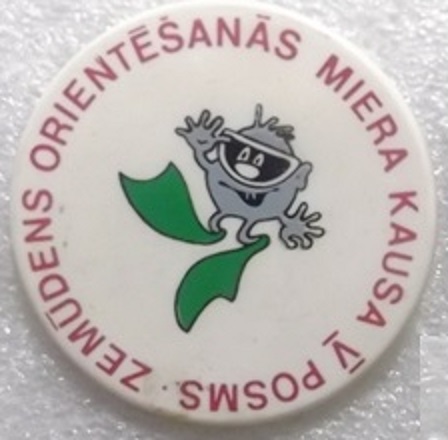 ZEMŪDENS ORIENTĒŠANĀS MIERA KAUSA V POSMS